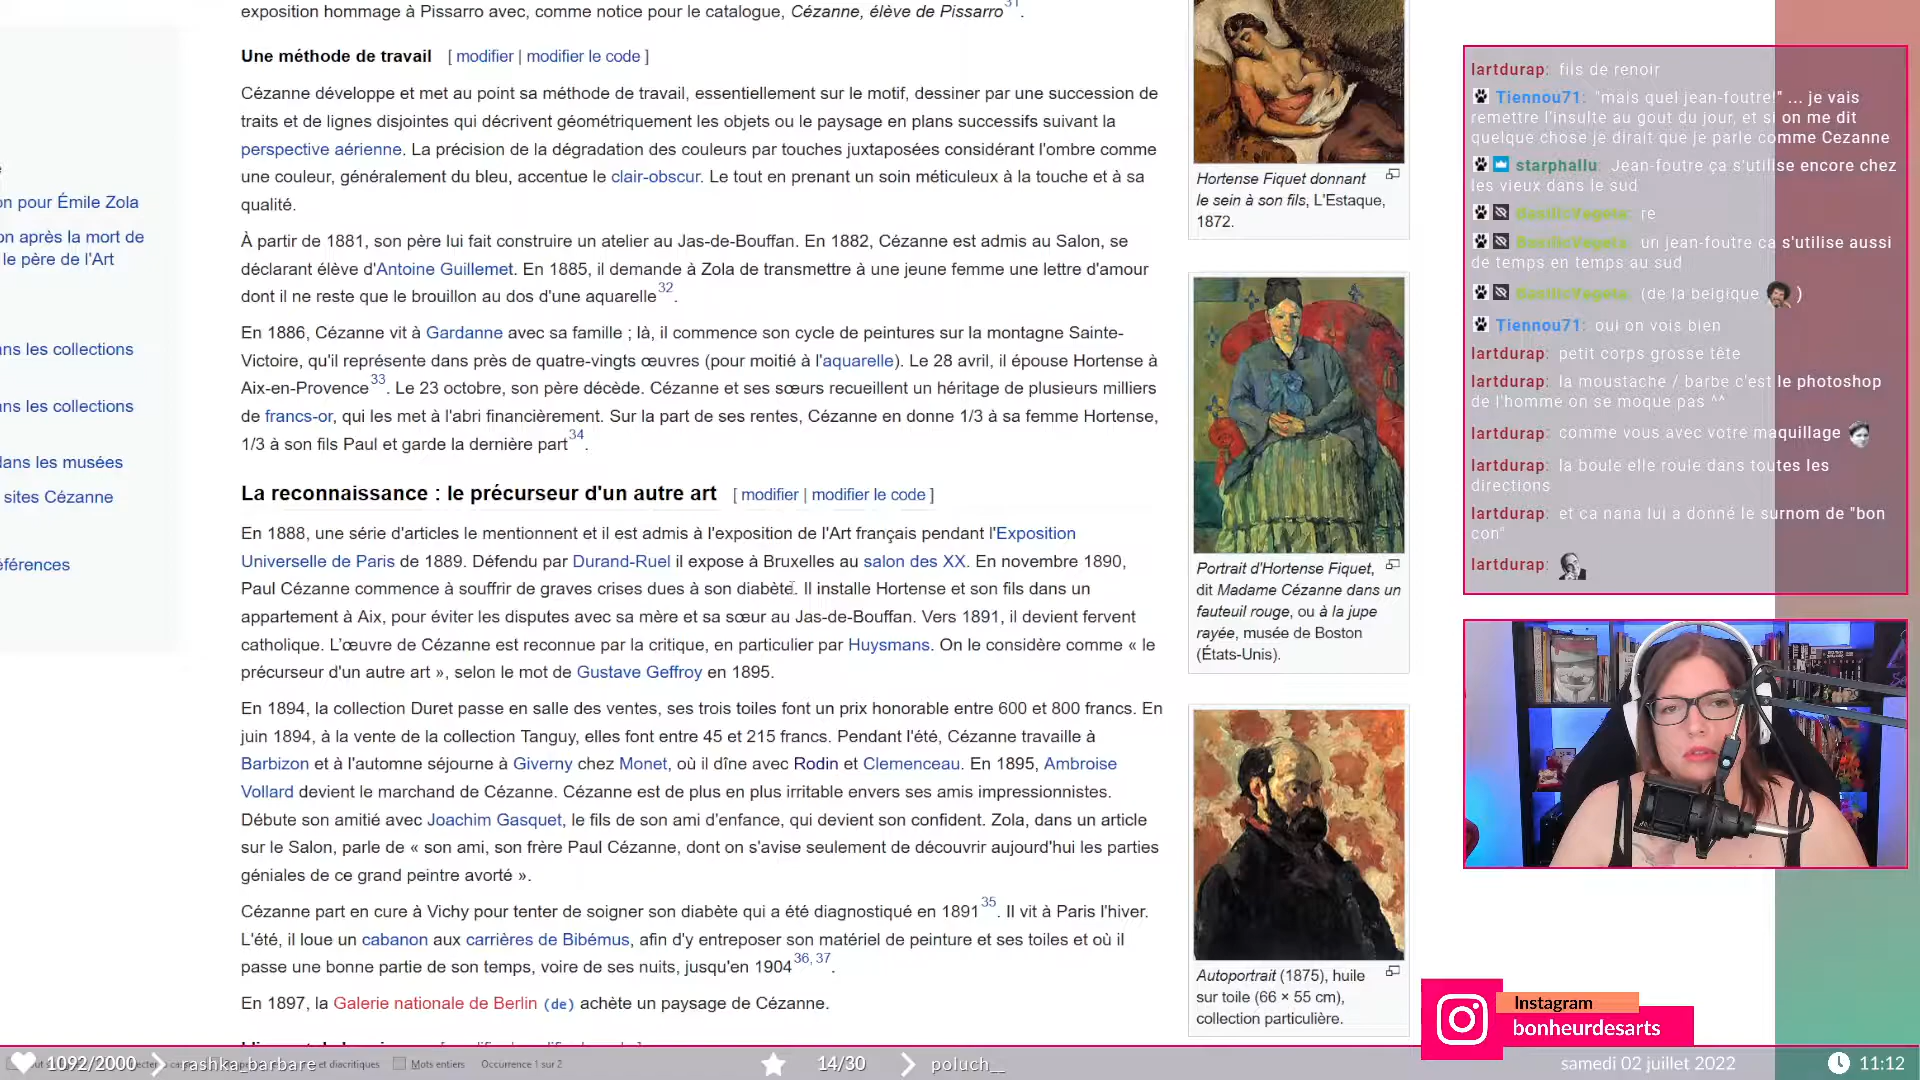 exposition hommage à Pissarro avec, comme notice pour le catalogue, Cézanne, élève de Pissarro31.
Une méthode de travail [ modifier | modifier le code ]
Cézanne développe et met au point sa méthode de travail, essentiellement sur le motif, dessiner par une succession de
traits et de lignes disjointes qui décrivent géométriquement les objets ou le paysage en plans successifs suivant la
perspective aérienne. La précision de la dégradation des couleurs par touches juxtaposées considérant l'ombre comme
une couleur, généralement du bleu, accentue le clair-obscur. Le tout en prenant un soin méticuleux à la touche et à sa
qualité.
À partir de 1881, son père lui fait construire un atelier au Jas-de-Bouffan. En 1882, Cézanne est admis au Salon, se
déclarant élève d'Antoine Guillemet. En 1885, il demande à Zola de transmettre à une jeune femme une lettre d'amour
dont il ne reste que le brouillon au dos d'une aquarelle32.
En 1886, Cézanne vit à Gardanne avec sa famille ; là, il commence son cycle de peintures sur la montagne Sainte-
Victoire, qu'il représente dans près de quatre-vingts œuvres (pour moitié à l'aquarelle). Le 28 avril, il épouse Hortense à
Aix-en-Provence33. Le 23 octobre, son père décède. Cézanne et ses sœurs recueillent un héritage de plusieurs milliers
de francs-or, qui les met à l'abri financièrement. Sur la part de ses rentes, Cézanne en donne 1/3 à sa femme Hortense,
1/3 à son fils Paul et garde la dernière part34.
La reconnaissance : le précurseur d'un autre art [ modifier | modifier le code ]
En 1888, une série d'articles le mentionnent et il est admis à l'exposition de l'Art français pendant l'Exposition
Universelle de Paris de 1889. Défendu par Durand-Ruel il expose à Bruxelles au salon des XX. En novembre 1890,
Paul Cézanne commence à souffrir de graves crises dues à son diabète. Il installe Hortense et son fils dans un
appartement à Aix, pour éviter les disputes avec sa mère et sa sœur au Jas-de-Bouffan. Vers 1891, il devient fervent
catholique. L'œuvre de Cézanne est reconnue par la critique, en particulier par Huysmans. On le considère comme « le
précurseur d'un autre art », selon le mot de Gustave Geffroy en 1895.
En 1894, la collection Duret passe en salle des ventes, ses trois toiles font un prix honorable entre 600 et 800 francs. En
juin 1894, à la vente de la collection Tanguy, elles font entre 45 et 215 francs. Pendant l'été, Cézanne travaille à
Barbizon et à l'automne séjourne à Giverny chez Monet, où il dîne avec Rodin et Clemenceau. En 1895, Ambroise
Vollard devient le marchand de Cézanne. Cézanne est de plus en plus irritable envers ses amis impressionnistes.
Débute son amitié avec Joachim Gasquet, le fils de son ami d'enfance, qui devient son confident. Zola, dans un article
sur le Salon, parle de « son ami, son frère Paul Cézanne, dont on s'avise seulement de découvrir aujourd'hui les parties
géniales de ce grand peintre avorté ».
Cézanne part en cure à Vichy pour tenter de soigner son diabète qui a été diagnostiqué en 189135. Il vit à Paris l'hiver.
L'été, il loue un cabanon aux carrières de Bibémus, afin d'y entreposer son matériel de peinture et ses toiles et où il
passe une bonne partie de son temps, voire de ses nuits, jusqu'en 190436, 37.
En 1897, la Galerie nationale de Berlin (de) achète un paysage de Cézanne.
on pour Émile Zola
on après la mort de
le père de l'Art
ans les collections
ans les collections
dans les musées
sites Cézanne
éférences
Hortense Fiquet donnant
le sein à son fils, L'Estaque,
1872.
Portrait d'Hortense Fiquet,
dit Madame Cézanne dans un
fauteuil rouge, ou à la jupe
rayée, musée de Boston
(États-Unis).
Autoportrait (1875), huile
sur toile (66 × 55 cm),
collection particulière.
lartdurap: fils de renoir
Tiennou71: "mais quel jean-foutre!" ... je vais
remettre l'insulte au gout du jour, et si on me dit
quelque chose je dirait que je parle comme Cezanne
starphallu: Jean-foutre ça s'utilise encore chez
les vieux dans le sud
BasilicVegeta: re
BasilicVegeta: un jean-foutre ca s'utilise aussi
de temps en temps au sud
BasilicVegeta: (de la belgique )
Tiennou71: oui on vois bien
lartdurap: petit corps grosse tête
lartdurap: la moustache / barbe c'est le photoshop
de l'homme on se moque pas ^^
lartdurap: comme vous avec votre maquillage
lartdurap: la boule elle roule dans toutes les
directions
lartdurap: et ca nana lui a donné le surnom de "bon
con"
lartdurap:
Instagram
bonheurdesarts
1092/2000 rashka_barbare
et diacritiques Mots entiers Occurrence 1 sur 2
14/30 poluch__
samedi 02 juillet 2022 11:12